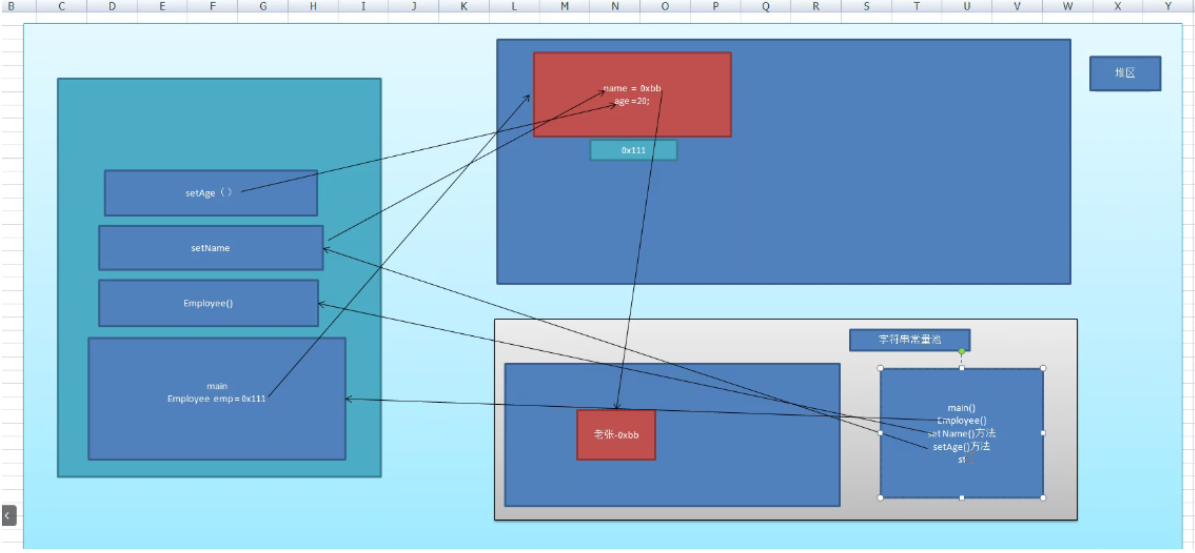 B C D E F G H I J K L M N O P Q R S T U V W X Y
堆区
name = 0xbb
age =20;
0x111
setAge（）
setName
Employee()
main
Employee emp = 0x111
字符串常量池
老张-0xbb
main()
Employee()
setName()方法
setAge()方法
st